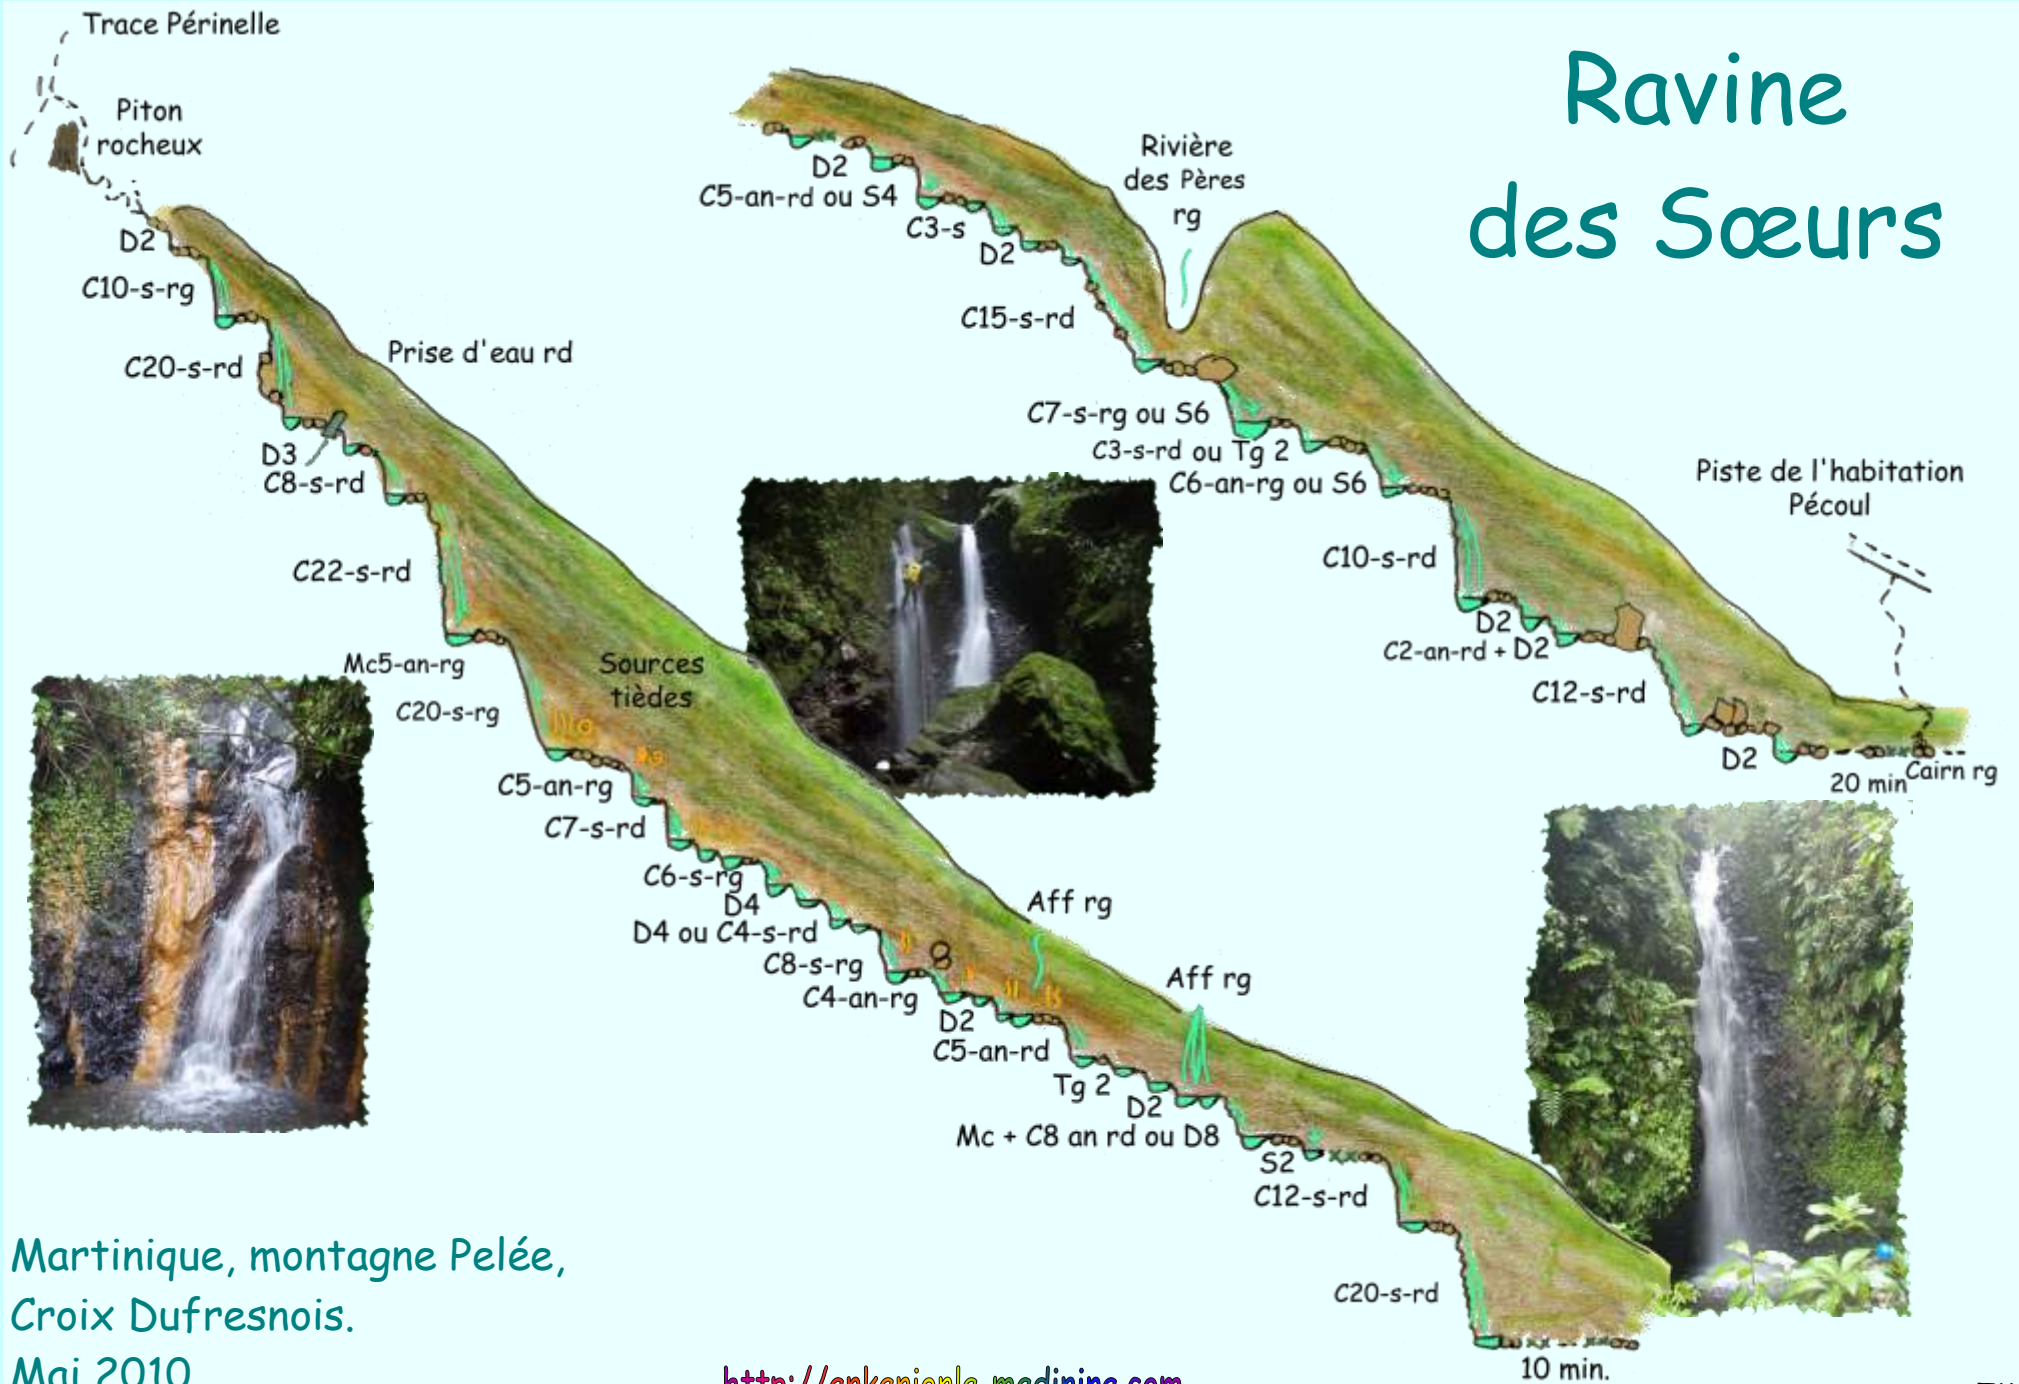 Ravine
des Sœurs
Trace Périnelle
Piton
rocheux
D2
C10-s-rg
C20-s-rd
Prise d'eau rd
D3
C8-s-rd
C22-s-rd
Mc5-an-rg
C20-s-rg
Sources
tièdes
C5-an-rg
C7-s-rd
C6-s-rg
D4
D4 ou C4-s-rd
C8-s-rg
C4-an-rg
Aff rg
D2
C5-an-rd
Aff rg
Tg 2
D2
Mc + C8 an rd ou D8
S2
C12-s-rd
C20-s-rd
10 min.
D2
C5-an-rd ou S4
C3-s
D2
C15-s-rd
Rivière
des Pères
rg
C7-s-rg ou S6
C3-s-rd ou Tg 2
C6-an-rg ou S6
C10-s-rd
D2
C2-an-rd + D2
C12-s-rd
D2
20 min
Cairn rg
Piste de l'habitation
Pécoul
Martinique, montagne Pelée,
Croix Dufresnois.
Mai 2010